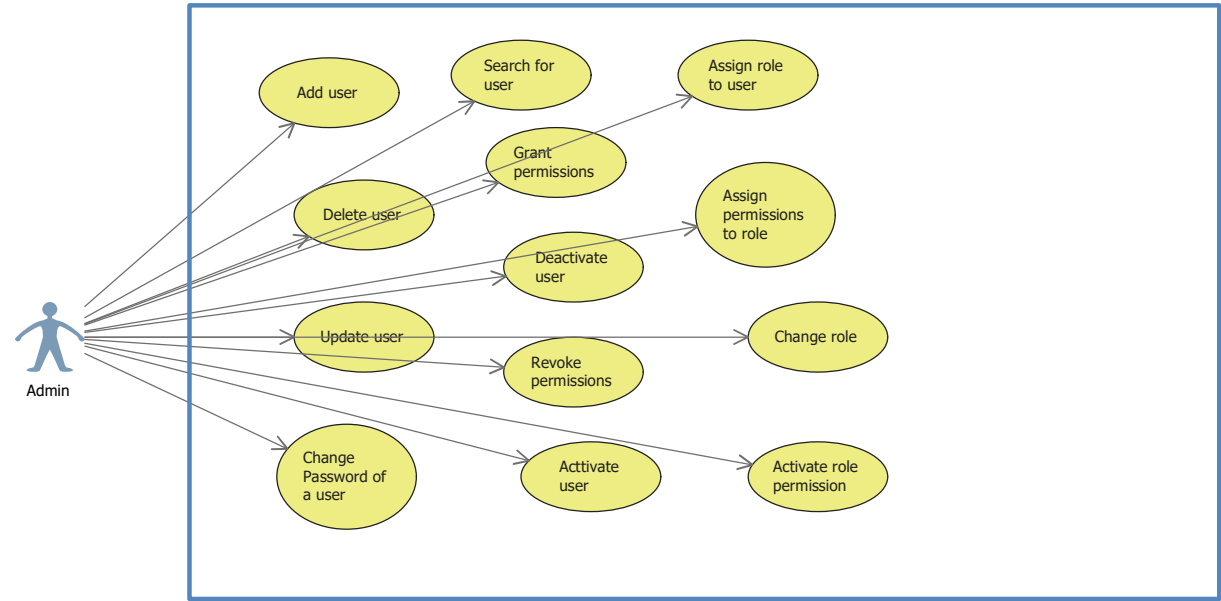 Add user
Search for
user
Assign role
to user
Grant
permissions
Delete user
Assign
permissions
to role
Deactivate
user
Update user
Change role
Revoke
permissions
Admin
Change
Password of
a user
Acttivate
user
Activate role
permission